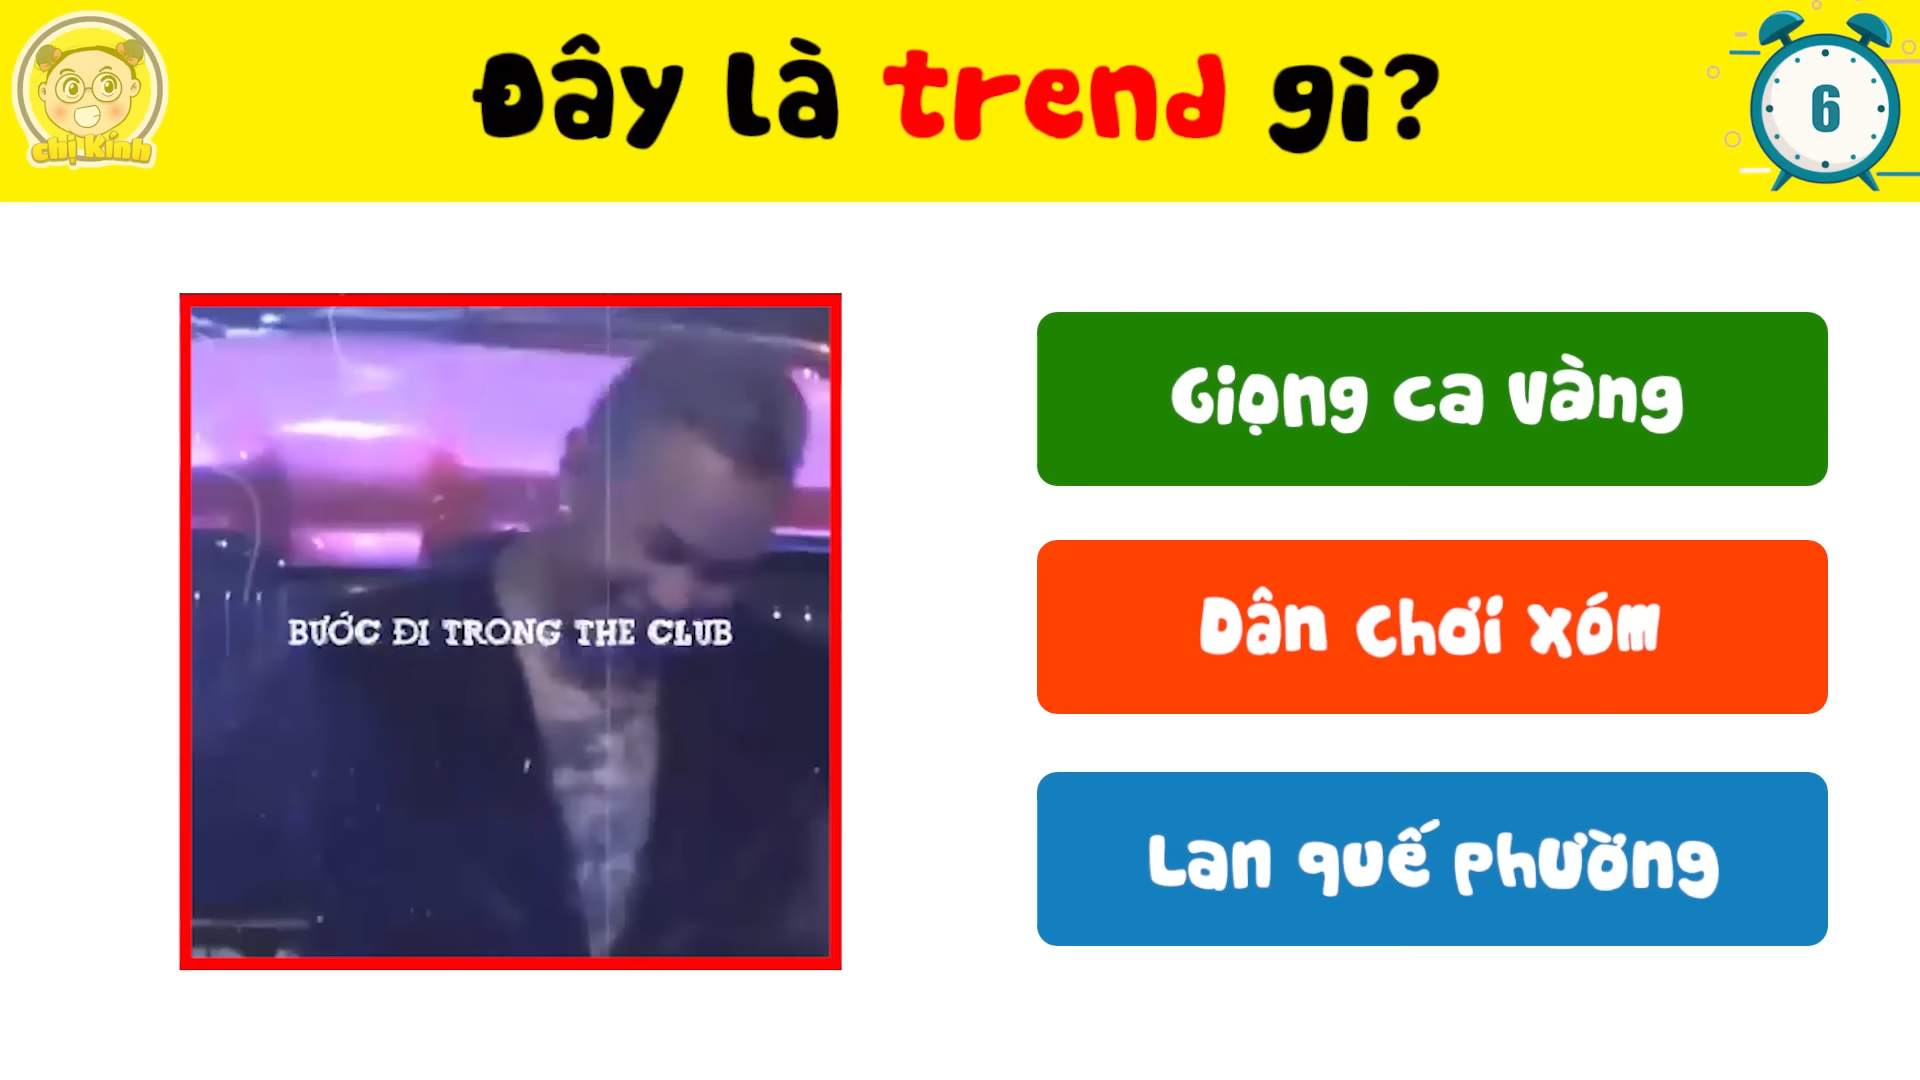 Đây là trend gì?
chị Kính
6
BƯỚC ĐI TRONG THE CLUB
Giọng ca vàng
Dân chơi xóm
Lan quế phường